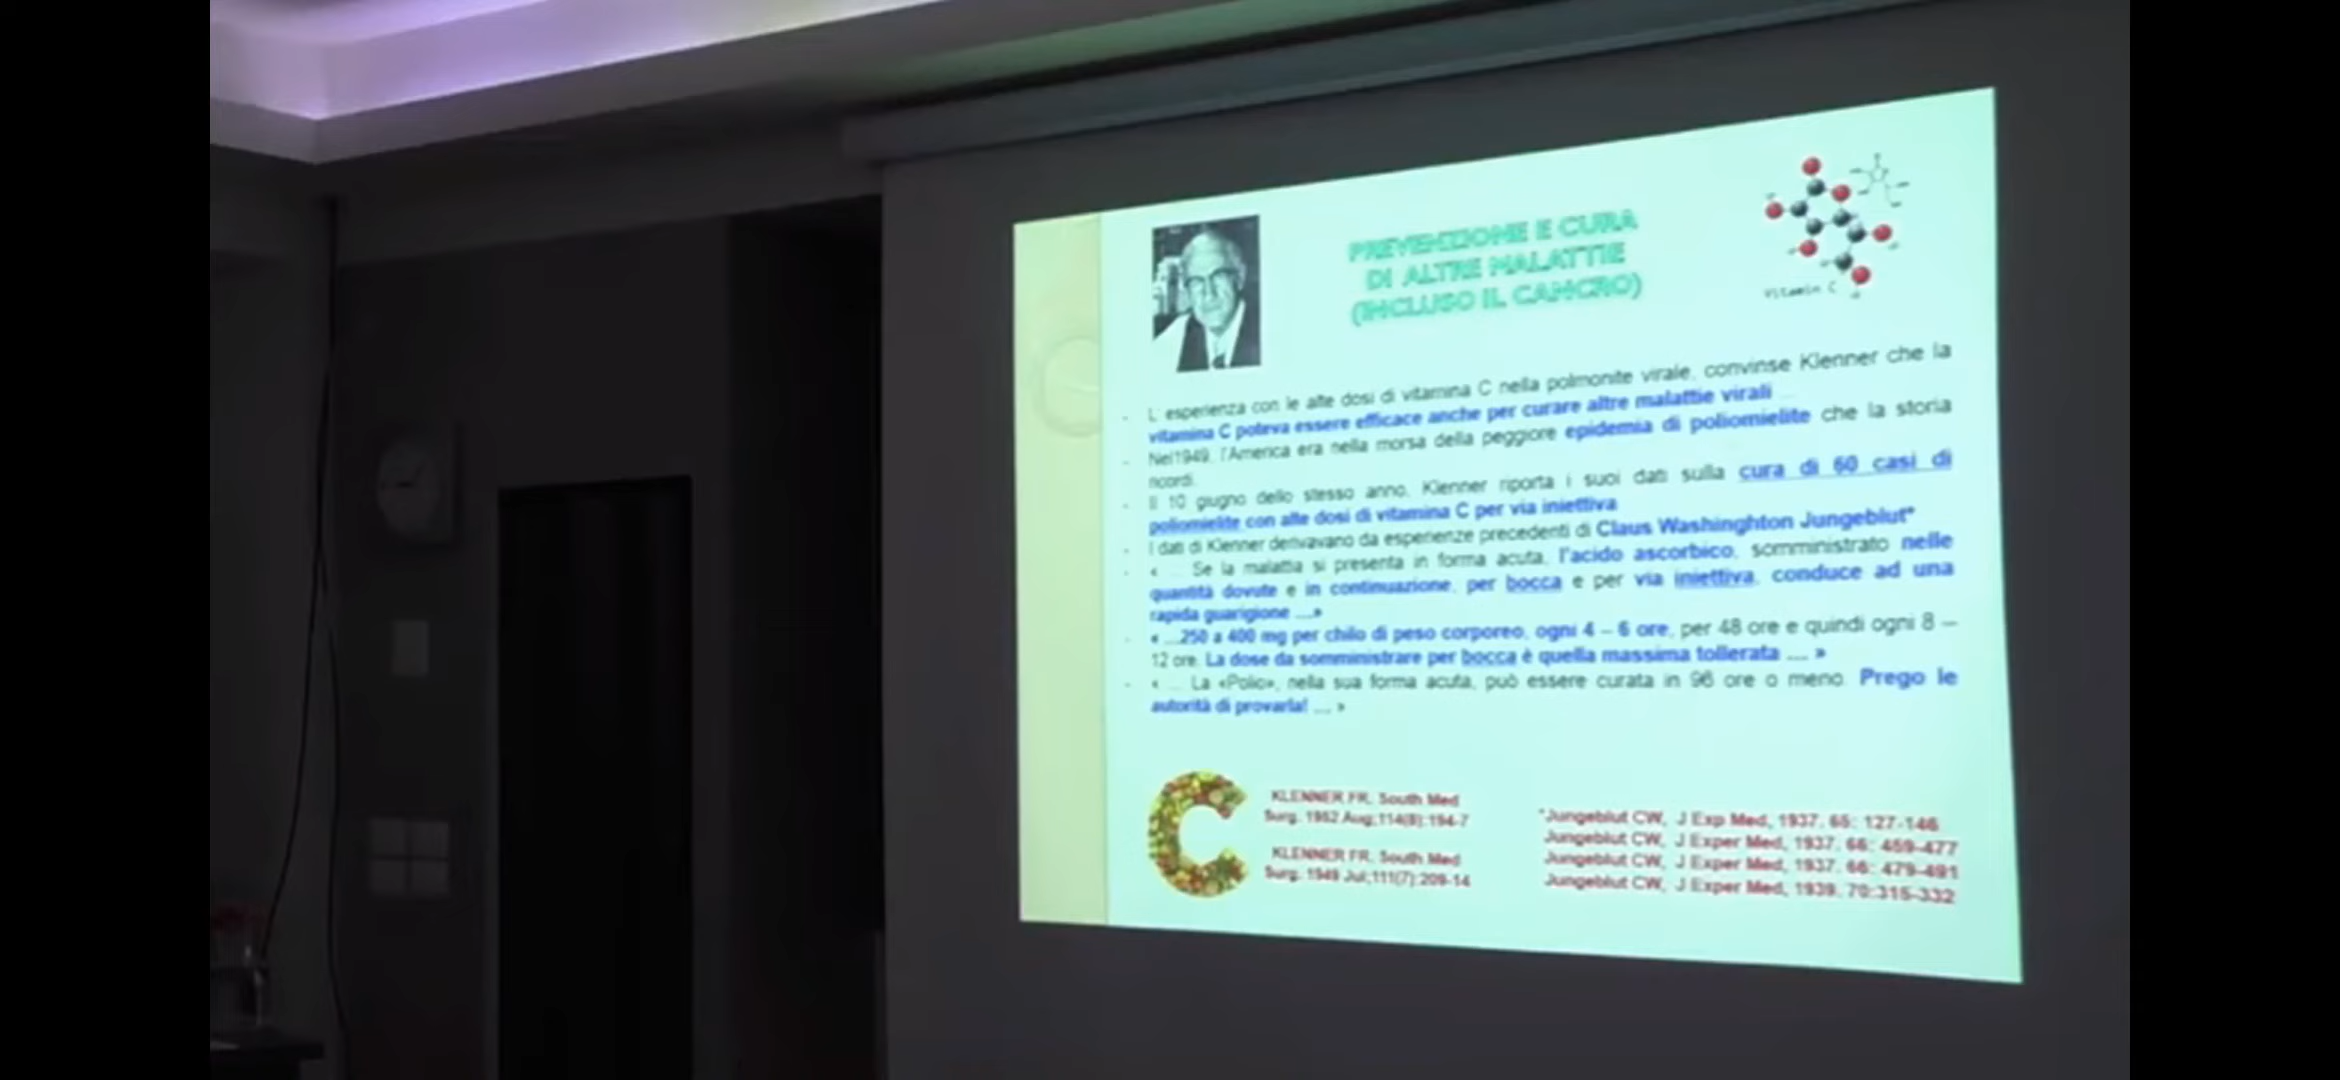 PREVENZIONE E CURA
DI ALTRE MALATTIE
(INCLUSO IL CANCRO)
Vitamin C
- L' esperienza con le alte dosi di vitamina C nella polmonite virale, convinse Klenner che la
vitamina C poteva essere efficace anche per curare altre malattie virali ...
- Nel1949, l'America era nella morsa della peggiore epidemia di poliomielite che la storia
ricordi.
- Il 10 giugno dello stesso anno, Klenner riporta i suoi dati sulla cura di 60 casi di
poliomielite con alte dosi di vitamina C per via iniettiva
- I dati di Klenner derivavano da esperienze precedenti di Claus Washinghton Jungeblut*
- « ... Se la malattia si presenta in forma acuta, l'acido ascorbico, somministrato nelle
quantità dovute e in continuazione, per bocca e per via iniettiva, conduce ad una
rapida guarigione ....»
- « ...250 a 400 mg per chilo di peso corporeo, ogni 4 – 6 ore, per 48 ore e quindi ogni 8 –
12 ore. La dose da somministrare per bocca è quella massima tollerata .... »
- « ... La «Polio», nella sua forma acuta, può essere curata in 96 ore o meno. Prego le
autorità di provarla! .... »
KLENNER FR. South Med
Surg. 1952 Aug;114(8):194-7
KLENNER FR. South Med
Surg. 1949 Jul;111(7):209-14
*Jungeblut CW, J Exp Med, 1937, 65: 127-146
Jungeblut CW, J Exper Med, 1937, 66: 459-477
Jungeblut CW, J Exper Med, 1937, 66: 479-491
Jungeblut CW, J Exper Med, 1939, 70:315-332